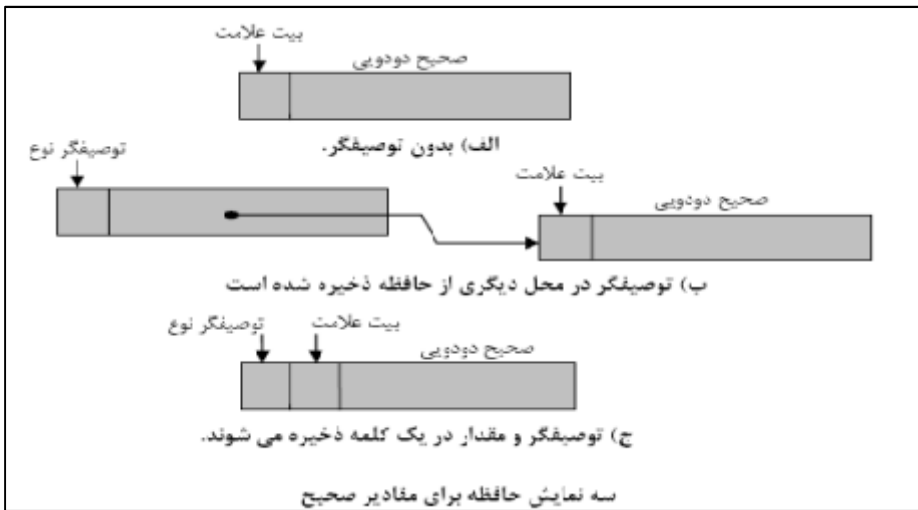 بیت علامت
صحیح دودویی
الف) بدون توصیفگر.
توصیفگر نوع
بیت علامت
صحیح دودویی
ب) توصیفگر در محل دیگری از حافظه ذخیره شده است
توصیفگر نوع
بیت علامت
صحیح دودویی
ج) توصیفگر و مقدار در یک کلمه ذخیره می شوند.
سه نمایش حافظه برای مقادیر صحیح